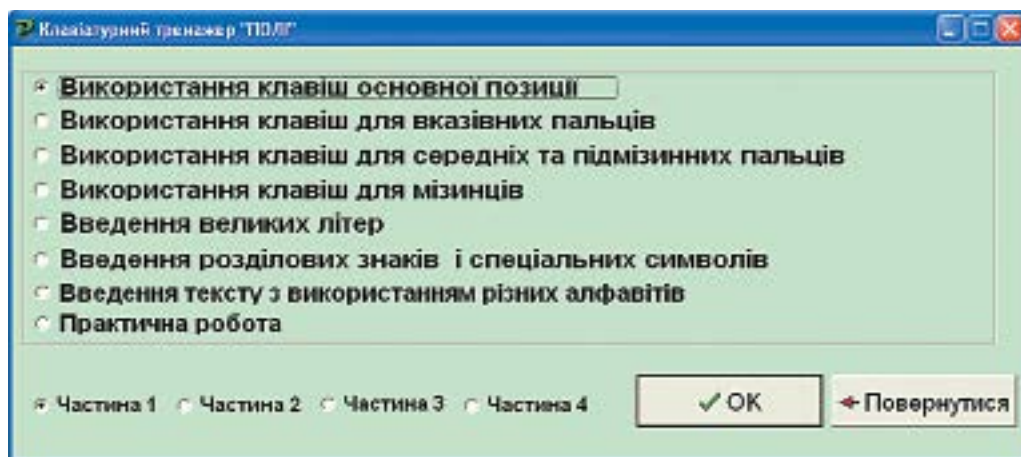 Клавіатурний тренажер "ПОЛІГ"
Використання клавіш основної позиції
Використання клавіш для вказівних пальців
Використання клавіш для середніх та підмізинних пальців
Використання клавіш для мізинців
Введення великих літер
Введення розділових знаків і спеціальних символів
Введення тексту з використанням різних алфавітів
Практична робота
Частина 1 Частина 2 Частина 3 Частина 4 OK Повернутися